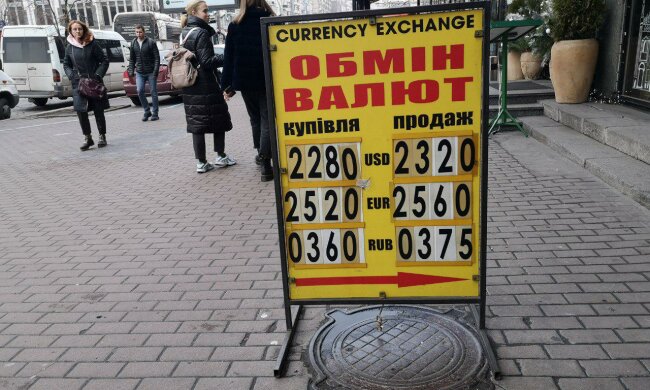 CURRENCY EXCHANGE
ОБМІН
ВАЛЮТ
купівля продаж
2280 USD 2320
2520 EUR 2560
0360 RUB 0375